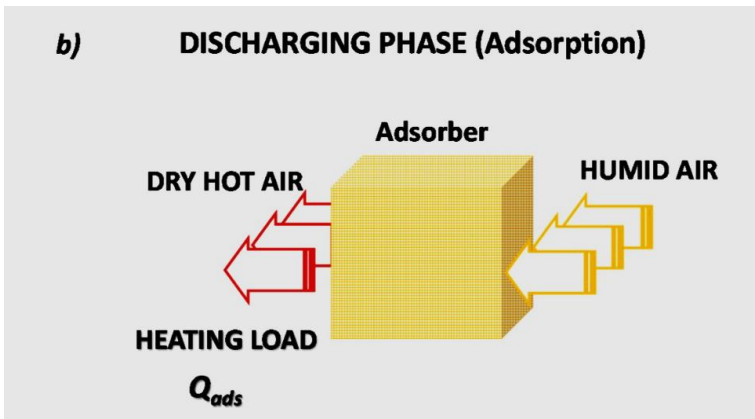 b) DISCHARGING PHASE (Adsorption)
Adsorber
DRY HOT AIR
HUMID AIR
HEATING LOAD
Qads